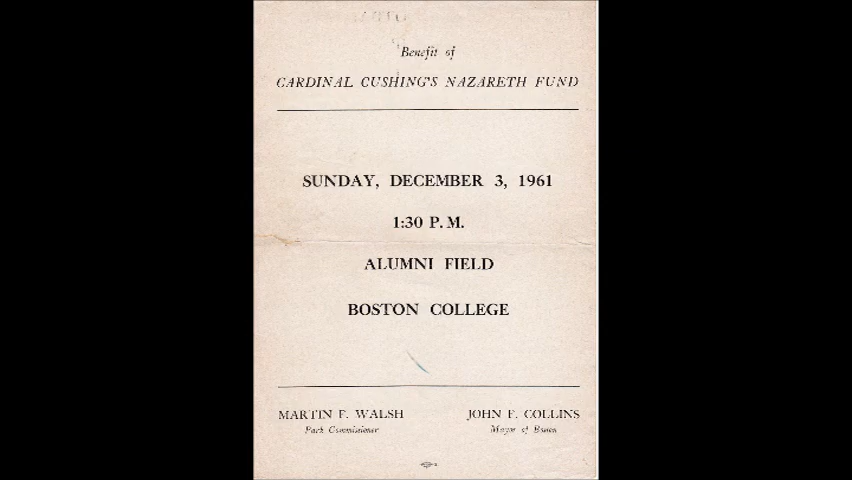 Benefit of
CARDINAL CUSHING'S NAZARETH FUND
SUNDAY, DECEMBER 3, 1961
1:30 P.M.
ALUMNI FIELD
BOSTON COLLEGE
MARTIN F. WALSH JOHN F. COLLINS
Park Commissioner Mayor of Boston